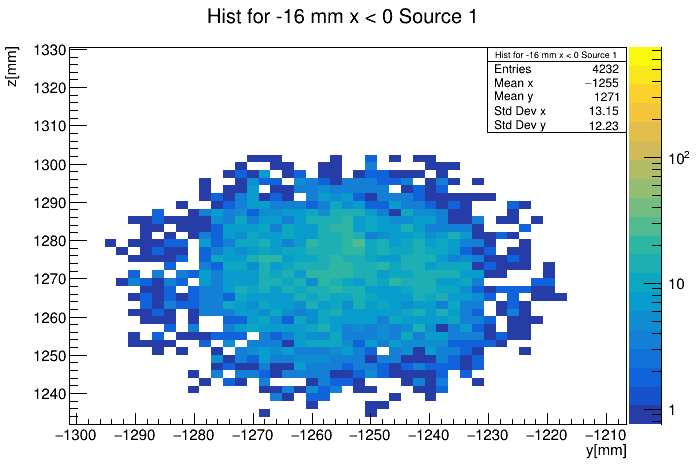 Hist for -16 mm x < 0 Source 1
z[mm]
1330
1320
1310
1300
1290
1280
1270
1260
1250
1240
Hist for -16 mm x < 0 Source 1
Entries 4232
Mean x −1255
Mean y 1271
Std Dev x 13.15
Std Dev y 12.23
10²
10
1
−1300 −1290 −1280 −1270 −1260 −1250 −1240 −1230 −1220 −1210
y[mm]